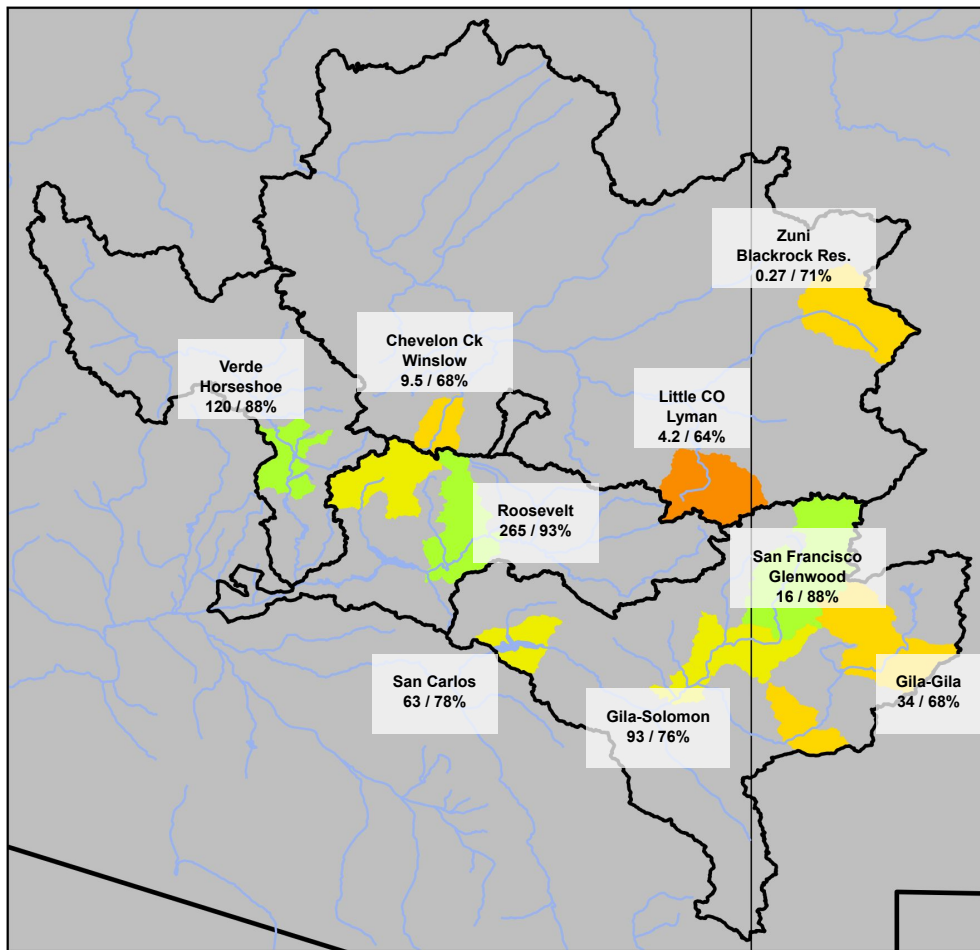 Zuni
Blackrock Res.
0.27 / 71%
Chevelon Ck
Winslow
9.5 / 68%
Verde
Horseshoe
120 / 88%
Little CO
Lyman
4.2 / 64%
Roosevelt
265 / 93%
San Francisco
Glenwood
16 / 88%
San Carlos
63 / 78%
Gila-Solomon
93 / 76%
Gila-Gila
34 / 68%